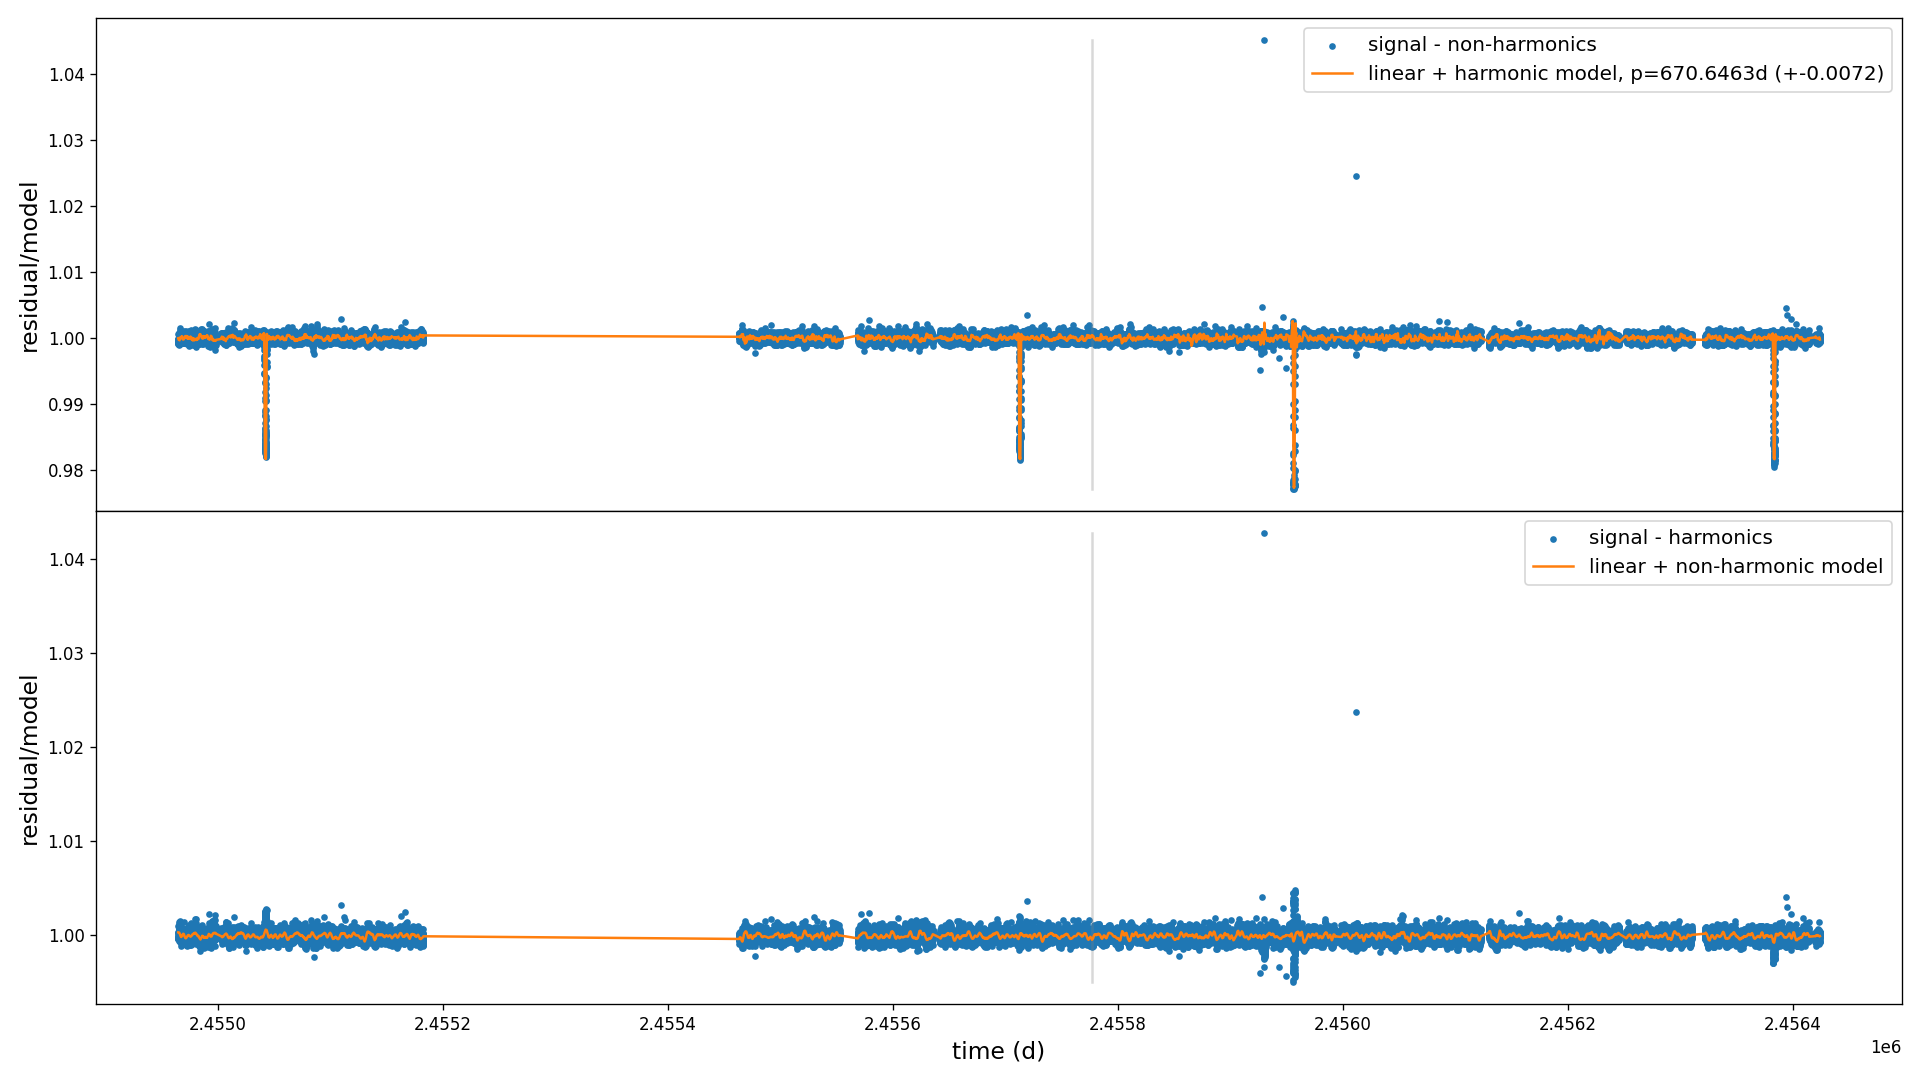 signal - non-harmonics
linear + harmonic model, p=670.6463d (+-0.0072)
1.04
1.03
1.02
1.01
1.00
0.99
0.98
residual/model
signal - harmonics
linear + non-harmonic model
1.04
1.03
1.02
1.01
1.00
residual/model
2.4550 2.4552 2.4554 2.4556 2.4558 2.4560 2.4562 2.4564
1e6
time (d)